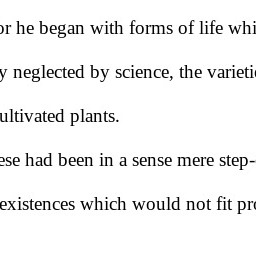 or he began with forms of life whi
y neglected by science, the varieti
ultivated plants.
ese had been in a sense mere step-
existences which would not fit pro